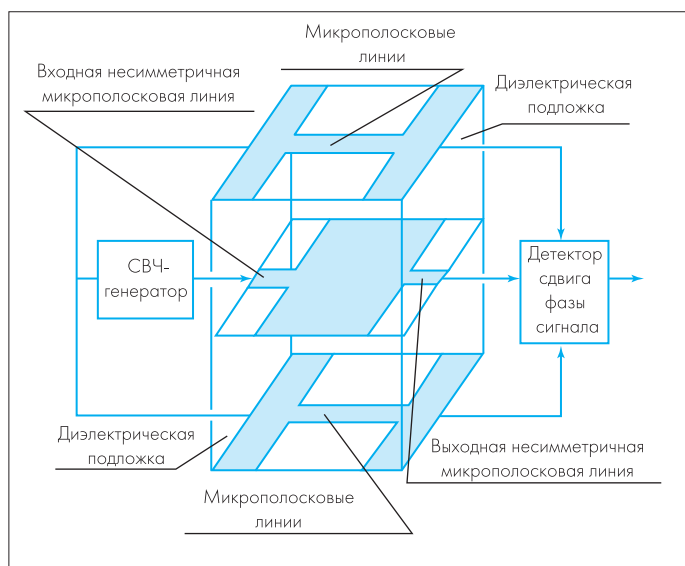 Микрополосковые
линии
Входная несимметричная
микрополосковая линия
Диэлектрическая
подложка
СВЧ-
генератор
Детектор
сдвига
фазы
сигнала
Диэлектрическая
подложка
Выходная несимметричная
микрополосковая линия
Микрополосковые
линии